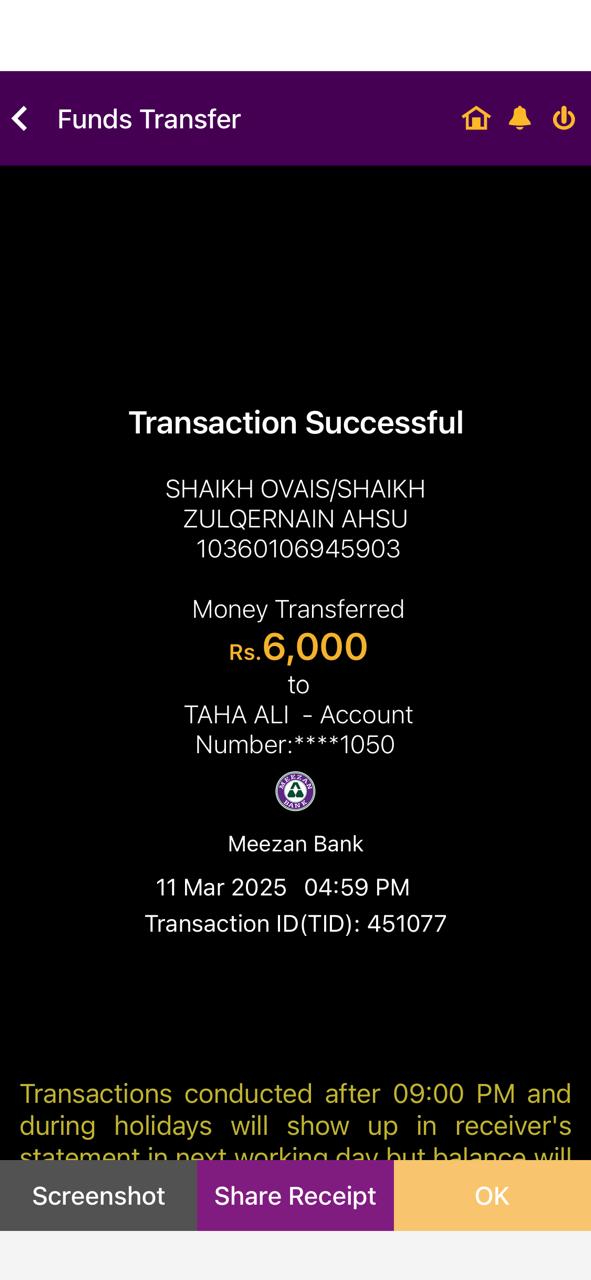 Funds Transfer
Transaction Successful
SHAIKH OVAIS/SHAIKH
ZULQERNAIN AHSU
10360106945903
Money Transferred
Rs.6,000
to
TAHA ALI - Account
Number:****1050
MEEZAN
BANK
Meezan Bank
11 Mar 2025 04:59 PM
Transaction ID(TID): 451077
Transactions conducted after 09:00 PM and
during holidays will show up in receiver's
statement in next working day but balance will
Screenshot
Share Receipt
OK